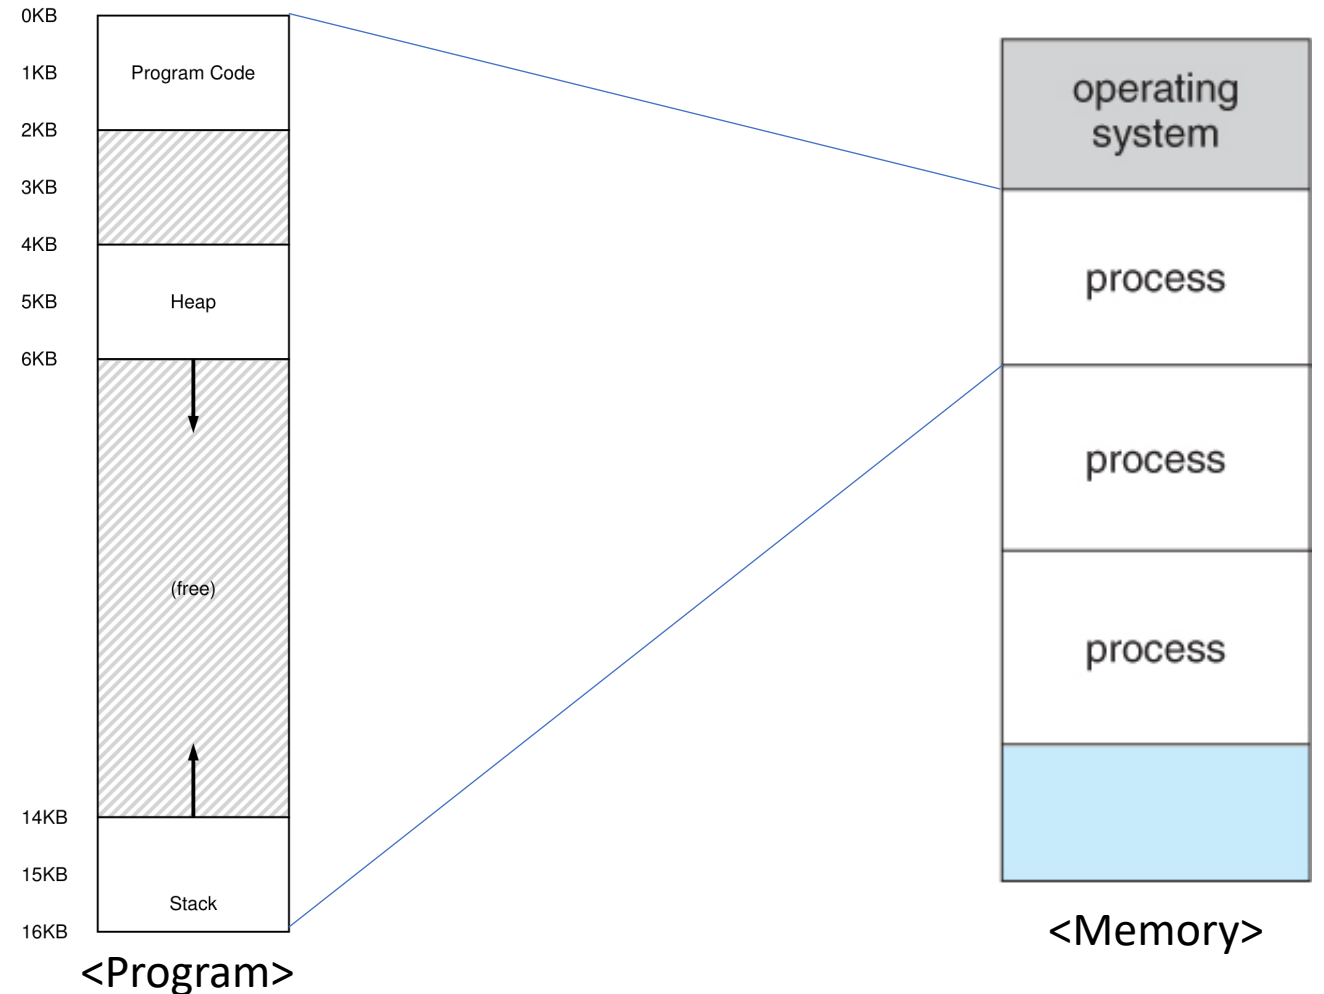 0KB
1KB
Program Code
2KB
3KB
4KB
5KB
Heap
6KB
(free)
14KB
15KB
Stack
16KB
<Program>
operating
system
process
process
process
<Memory>